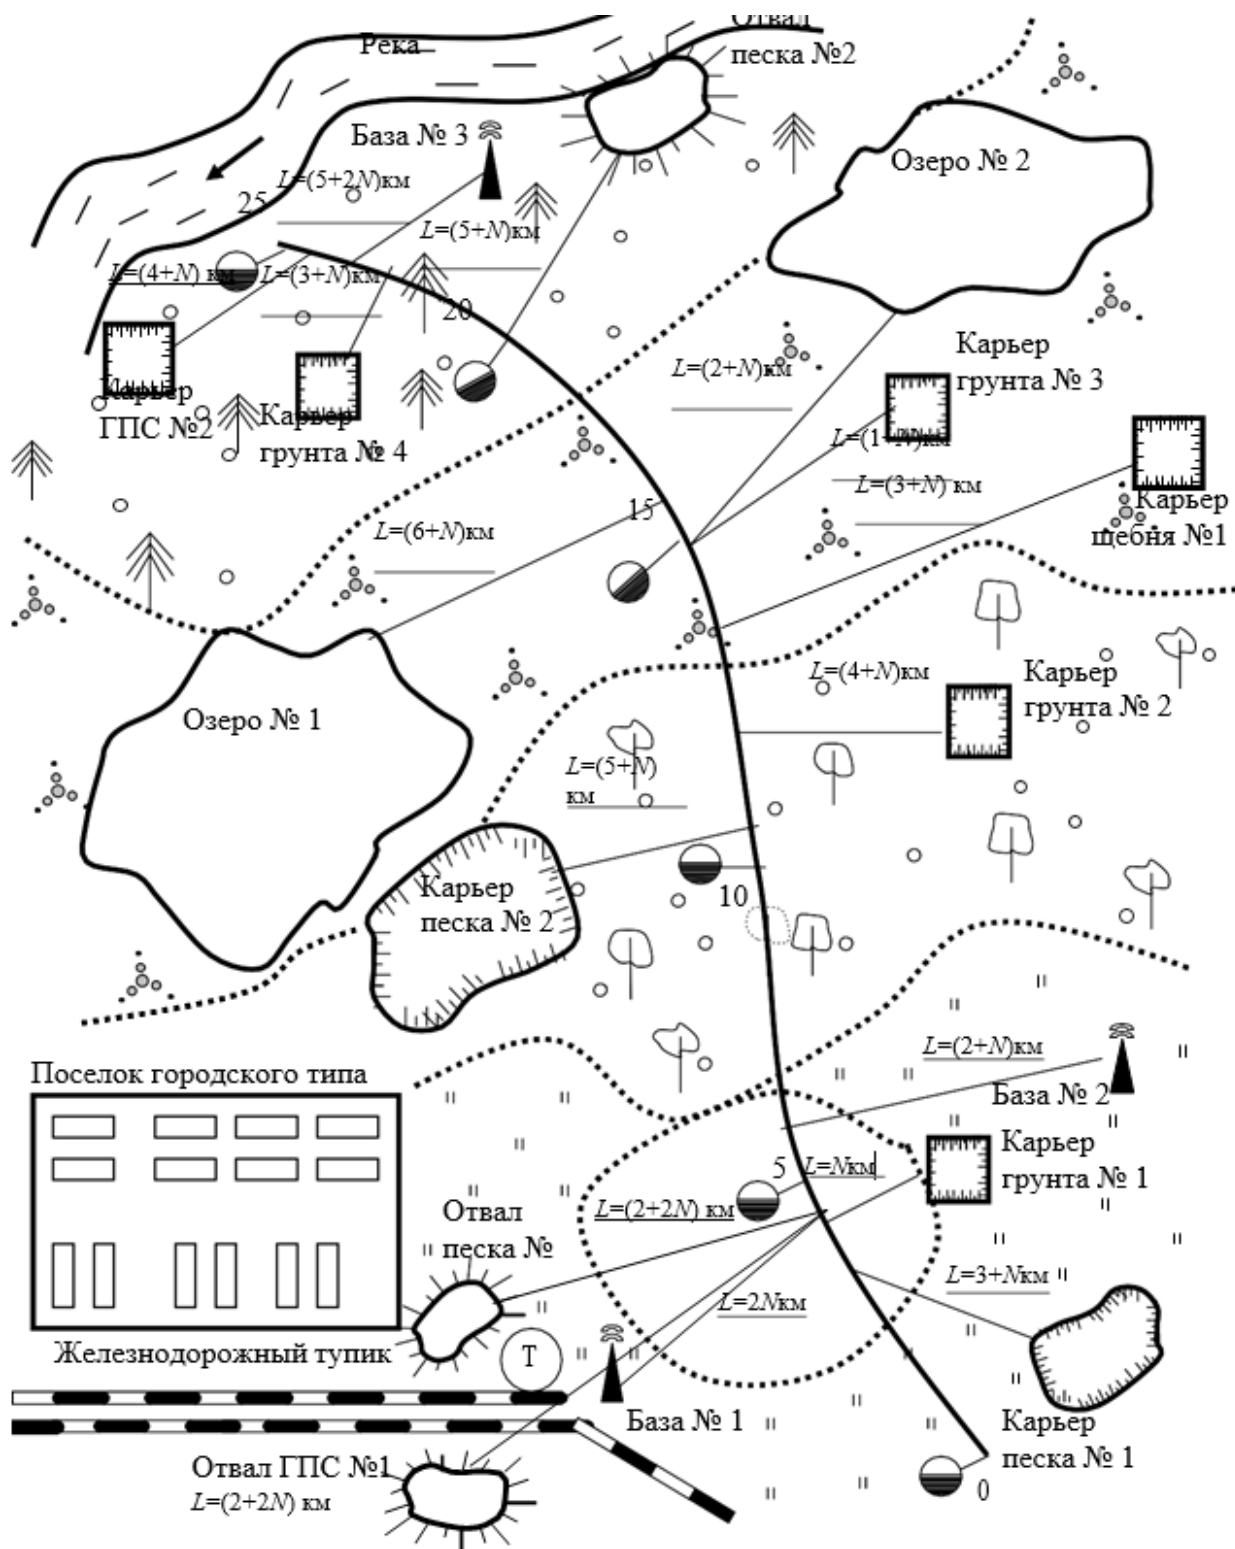 Отвал
песка №2
Река
База № 3
Озеро № 2
L=(5+2N)км
25
L=(5+N)км
L=(4+N) км
L=(3+N)км
20
Карьер
грунта № 3
L=(2+N)км
Карьер
ГПС №2
Карьер
грунта № 4
L=(1+N)км
L=(3+N) км
15
L=(6+N)км
Карьер
щебня №1
L=(4+N)км
Карьер
грунта № 2
Озеро № 1
L=(5+N)
км
10
Карьер
песка № 2
L=(2+N)км
База № 2
Поселок городского типа
5
L=Nкм
Карьер
грунта № 1
L=(2+2N) км
Отвал
песка №
L=3+Nкм
L=2Nкм
Железнодорожный тупик
Т
База № 1
Карьер
песка № 1
Отвал ГПС №1
L=(2+2N) км
0